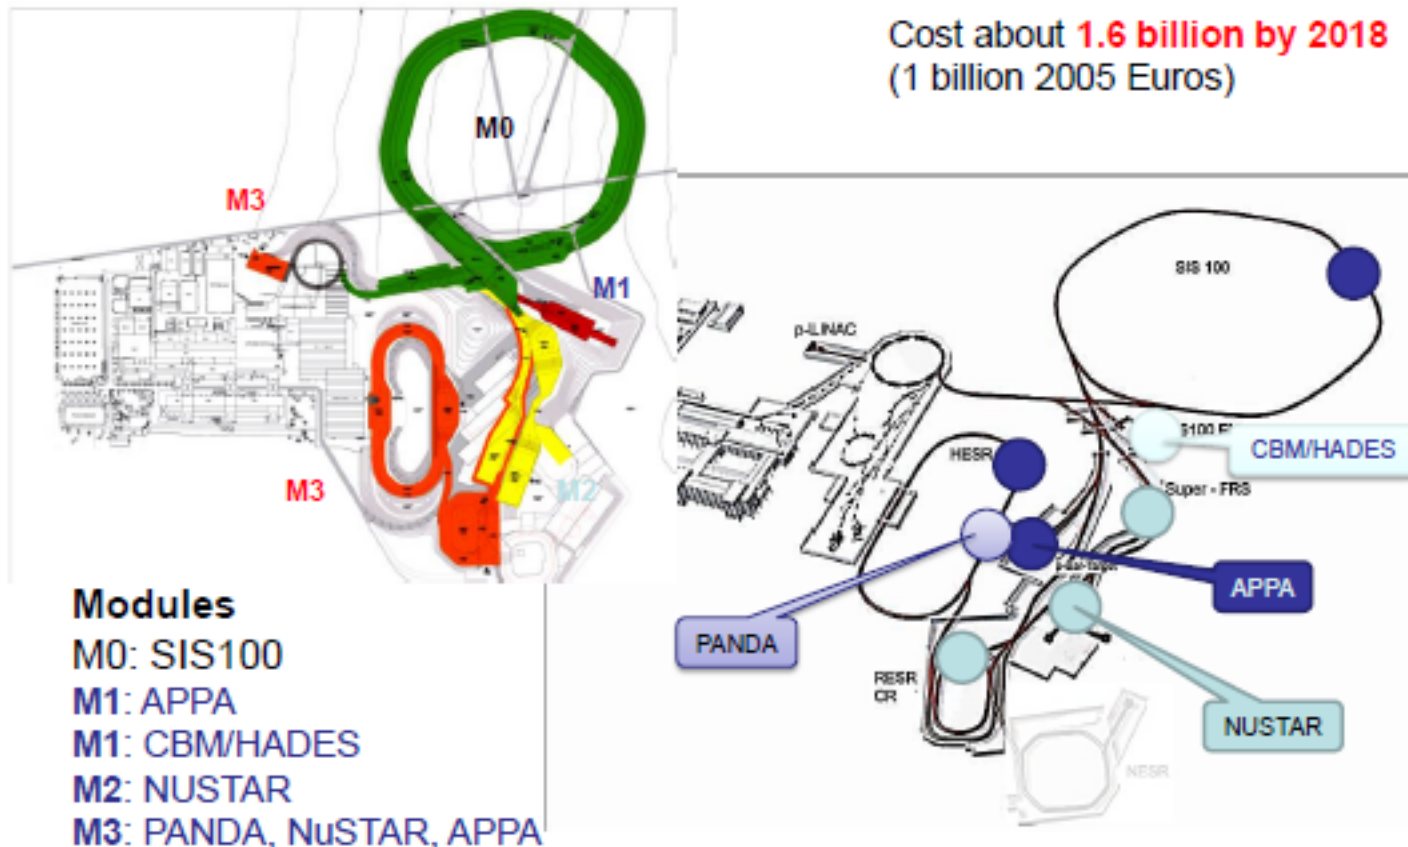 Cost about 1.6 billion by 2018
(1 billion 2005 Euros)
M0
M3
M1
M3
M2
Modules
M0: SIS100
M1: APPA
M1: CBM/HADES
M2: NUSTAR
M3: PANDA, NuSTAR, APPA
SIS 100
p-LINAC
CBM/HADES
HESR
Super - FRS
APPA
PANDA
RESR
CR
NUSTAR
NESR